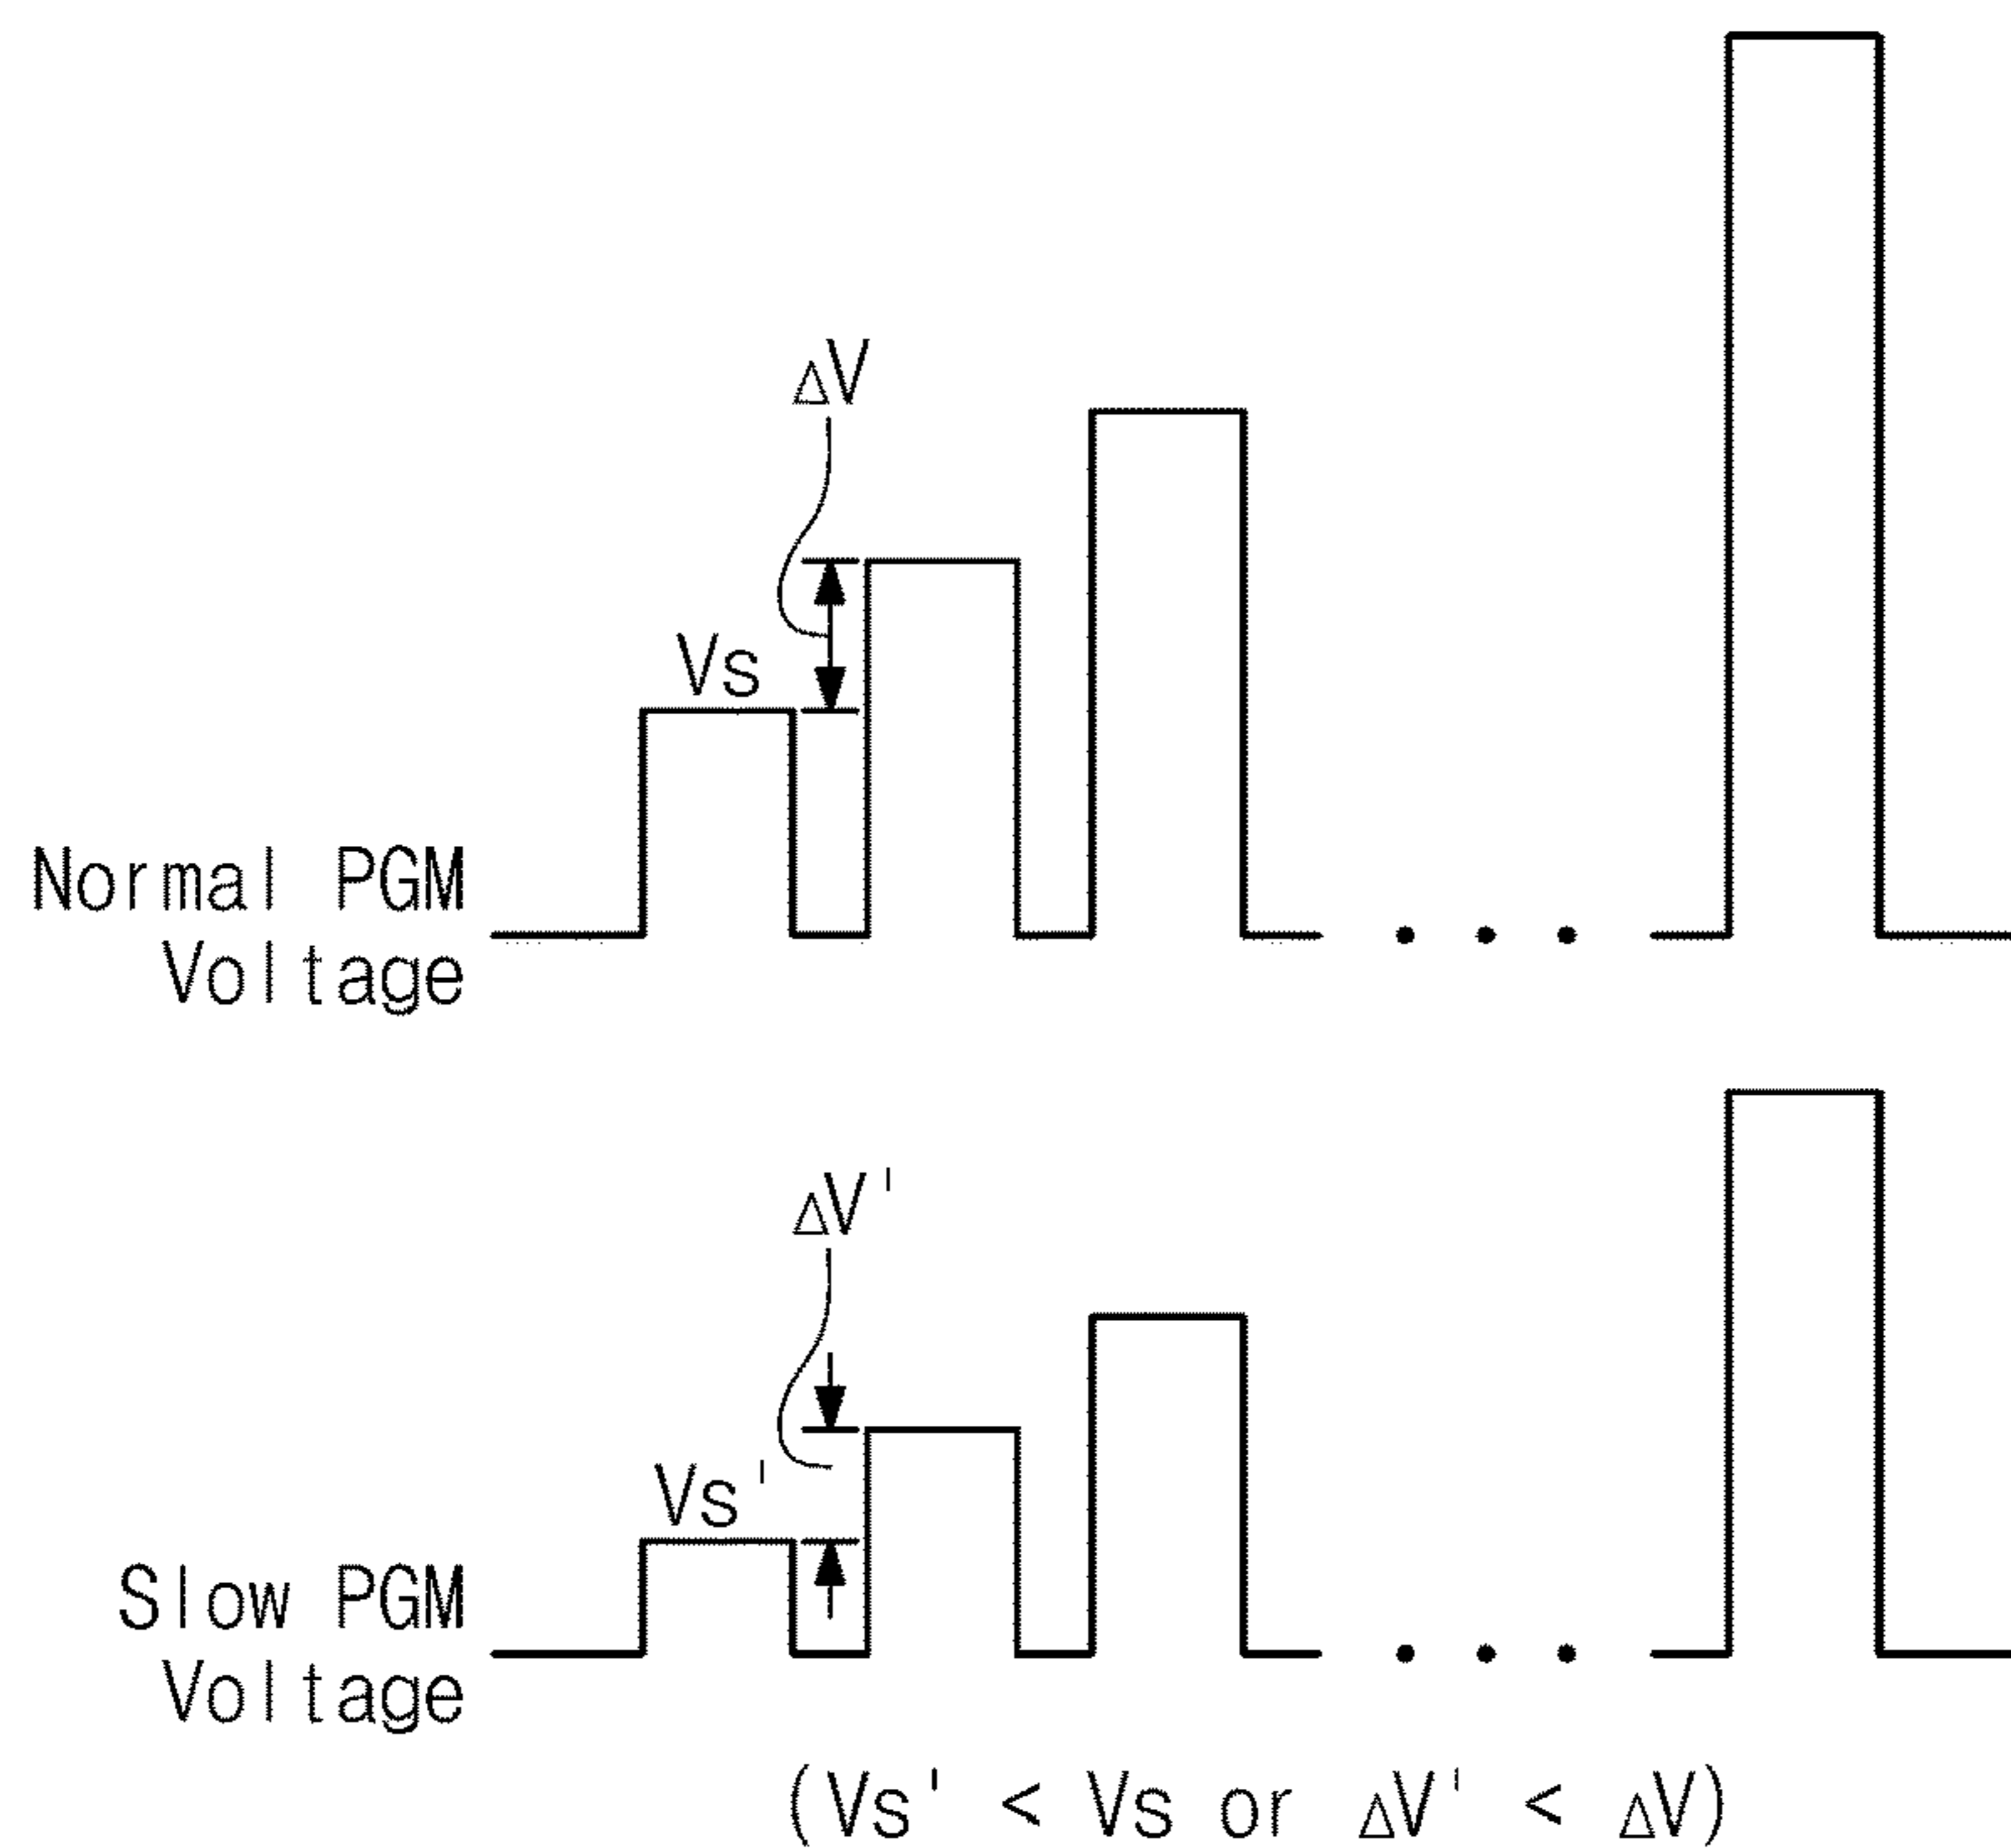 ΔV
Vs
Normal PGM
Voltage
ΔV'
Vs'
Slow PGM
Voltage
(Vs' < Vs or ΔV' < ΔV)